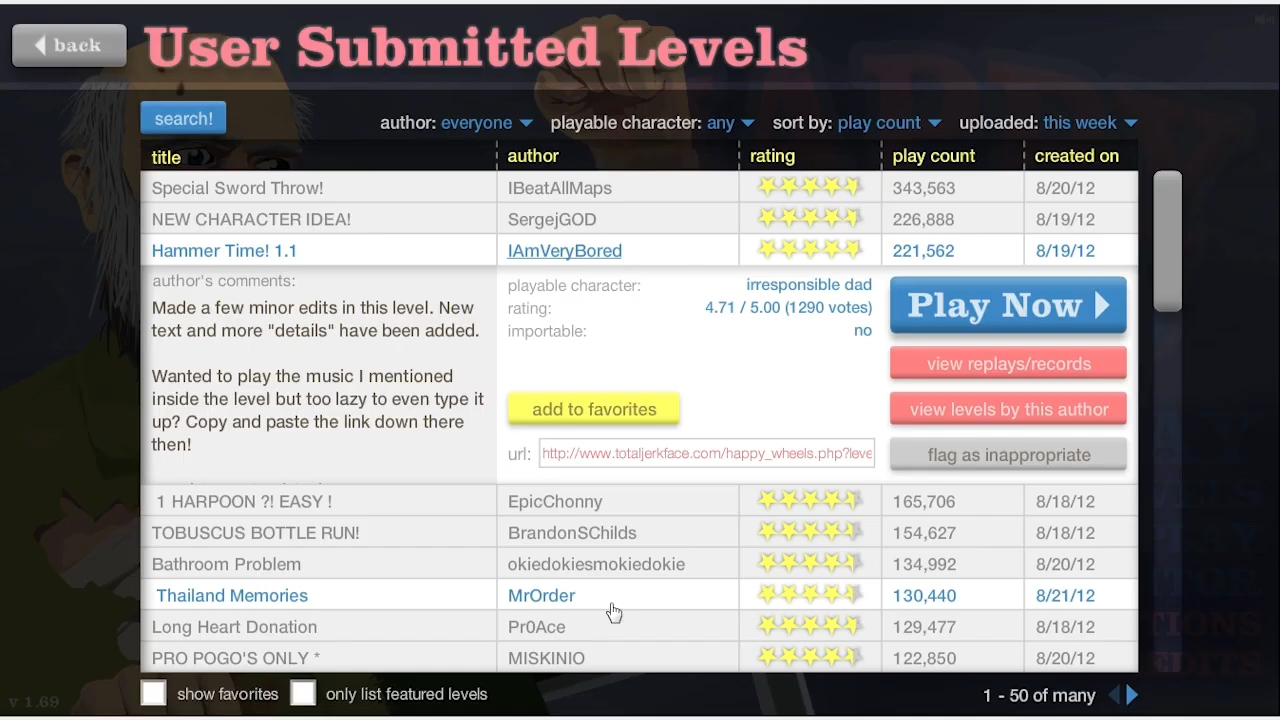 back
User Submitted Levels
search!
author: everyone playable character: any sort by: play count uploaded: this week
title author rating play count created on
Special Sword Throw! IBeatAllMaps 343,563 8/20/12
NEW CHARACTER IDEA! SergejGOD 226,888 8/19/12
Hammer Time! 1.1 IAmVeryBored 221,562 8/19/12
author's comments:
Made a few minor edits in this level. New
text and more "details" have been added.
Wanted to play the music I mentioned
inside the level but too lazy to even type it
up? Copy and paste the link down there
then!
playable character: irresponsible dad
rating: 4.71 / 5.00 (1290 votes)
importable: no
add to favorites
url: http://www.totaljerkface.com/happy_wheels.php?leve
Play Now
view replays/records
view levels by this author
flag as inappropriate
1 HARPOON ?! EASY ! EpicChonny 165,706 8/18/12
TOBUSCUS BOTTLE RUN! BrandonSChilds 154,627 8/18/12
Bathroom Problem okiedokiesmokiedokie 134,992 8/20/12
Thailand Memories MrOrder 130,440 8/21/12
Long Heart Donation Pr0Ace 129,477 8/18/12
PRO POGO'S ONLY * MISKINIO 122,850 8/20/12
show favorites only list featured levels 1 - 50 of many
v 1.69